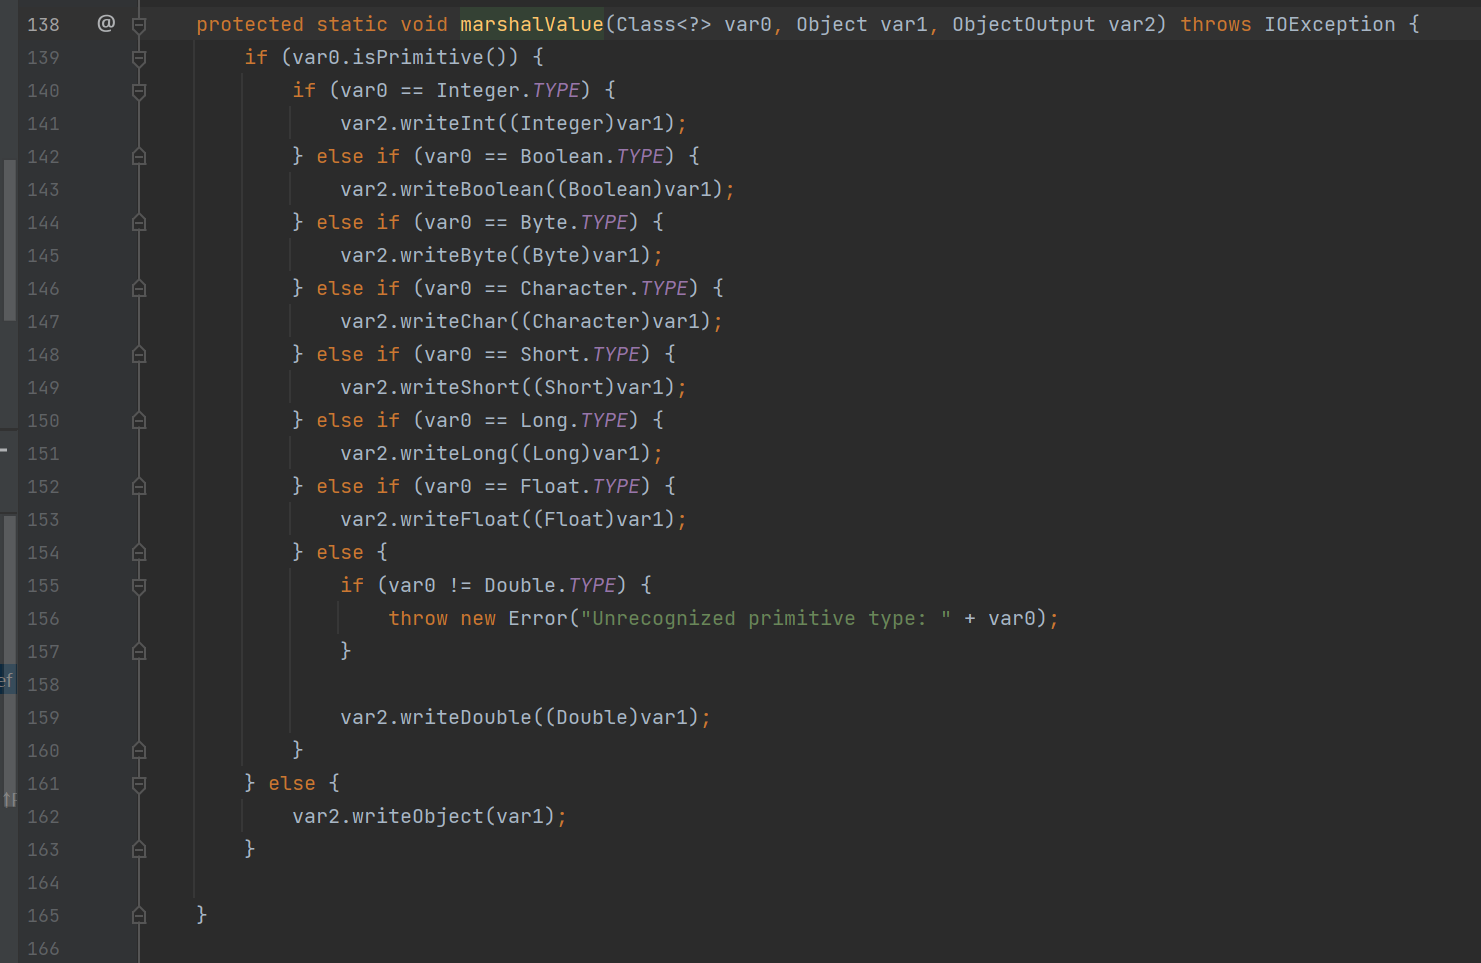 138 @ protected static void marshalValue(Class<?> var0, Object var1, ObjectOutput var2) throws IOException {
139 if (var0.isPrimitive()) {
140 if (var0 == Integer.TYPE) {
141 var2.writeInt((Integer)var1);
142 } else if (var0 == Boolean.TYPE) {
143 var2.writeBoolean((Boolean)var1);
144 } else if (var0 == Byte.TYPE) {
145 var2.writeByte((Byte)var1);
146 } else if (var0 == Character.TYPE) {
147 var2.writeChar((Character)var1);
148 } else if (var0 == Short.TYPE) {
149 var2.writeShort((Short)var1);
150 } else if (var0 == Long.TYPE) {
151 var2.writeLong((Long)var1);
152 } else if (var0 == Float.TYPE) {
153 var2.writeFloat((Float)var1);
154 } else {
155 if (var0 != Double.TYPE) {
156 throw new Error("Unrecognized primitive type: " + var0);
157 }
158
159 var2.writeDouble((Double)var1);
160 }
161 } else {
162 var2.writeObject(var1);
163 }
164
165 }
166